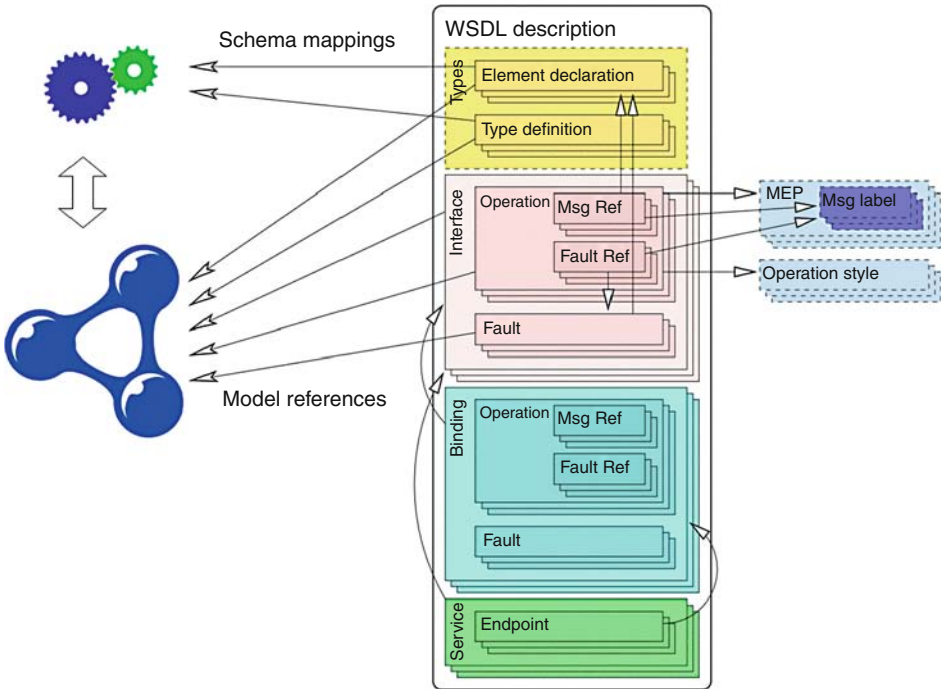 WSDL description
Schema mappings
Types
Element declaration
Type definition
Interface
Operation
Msg Ref
Fault Ref
Fault
MEP
Msg label
Operation style
Model references
Binding
Operation
Msg Ref
Fault Ref
Fault
Service
Endpoint